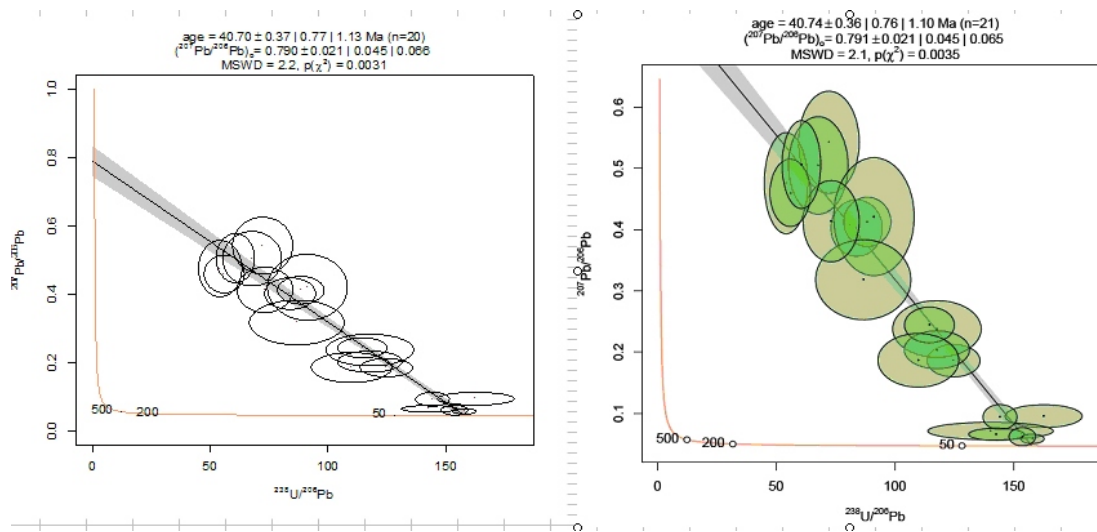 age = 40.70 ± 0.37 | 0.77 | 1.13 Ma (n=20)
(²⁰⁷Pb/²⁰⁶Pb)ₒ= 0.790 ± 0.021 | 0.045 | 0.066
MSWD = 2.2, p(χ²) = 0.0031
1.0
0.8
0.6
0.4
0.2
0.0
²⁰⁷Pb/²⁰⁶Pb
500
200
50
0
50
100
150
²³⁸U/²⁰⁶Pb
age = 40.74 ± 0.36 | 0.76 | 1.10 Ma (n=21)
(²⁰⁷Pb/²⁰⁶Pb)ₒ= 0.791 ± 0.021 | 0.045 | 0.065
MSWD = 2.1, p(χ²) = 0.0035
0.6
0.5
0.4
0.3
0.2
0.1
²⁰⁷Pb/²⁰⁶Pb
500
200
50
0
50
100
150
²³⁸U/²⁰⁶Pb